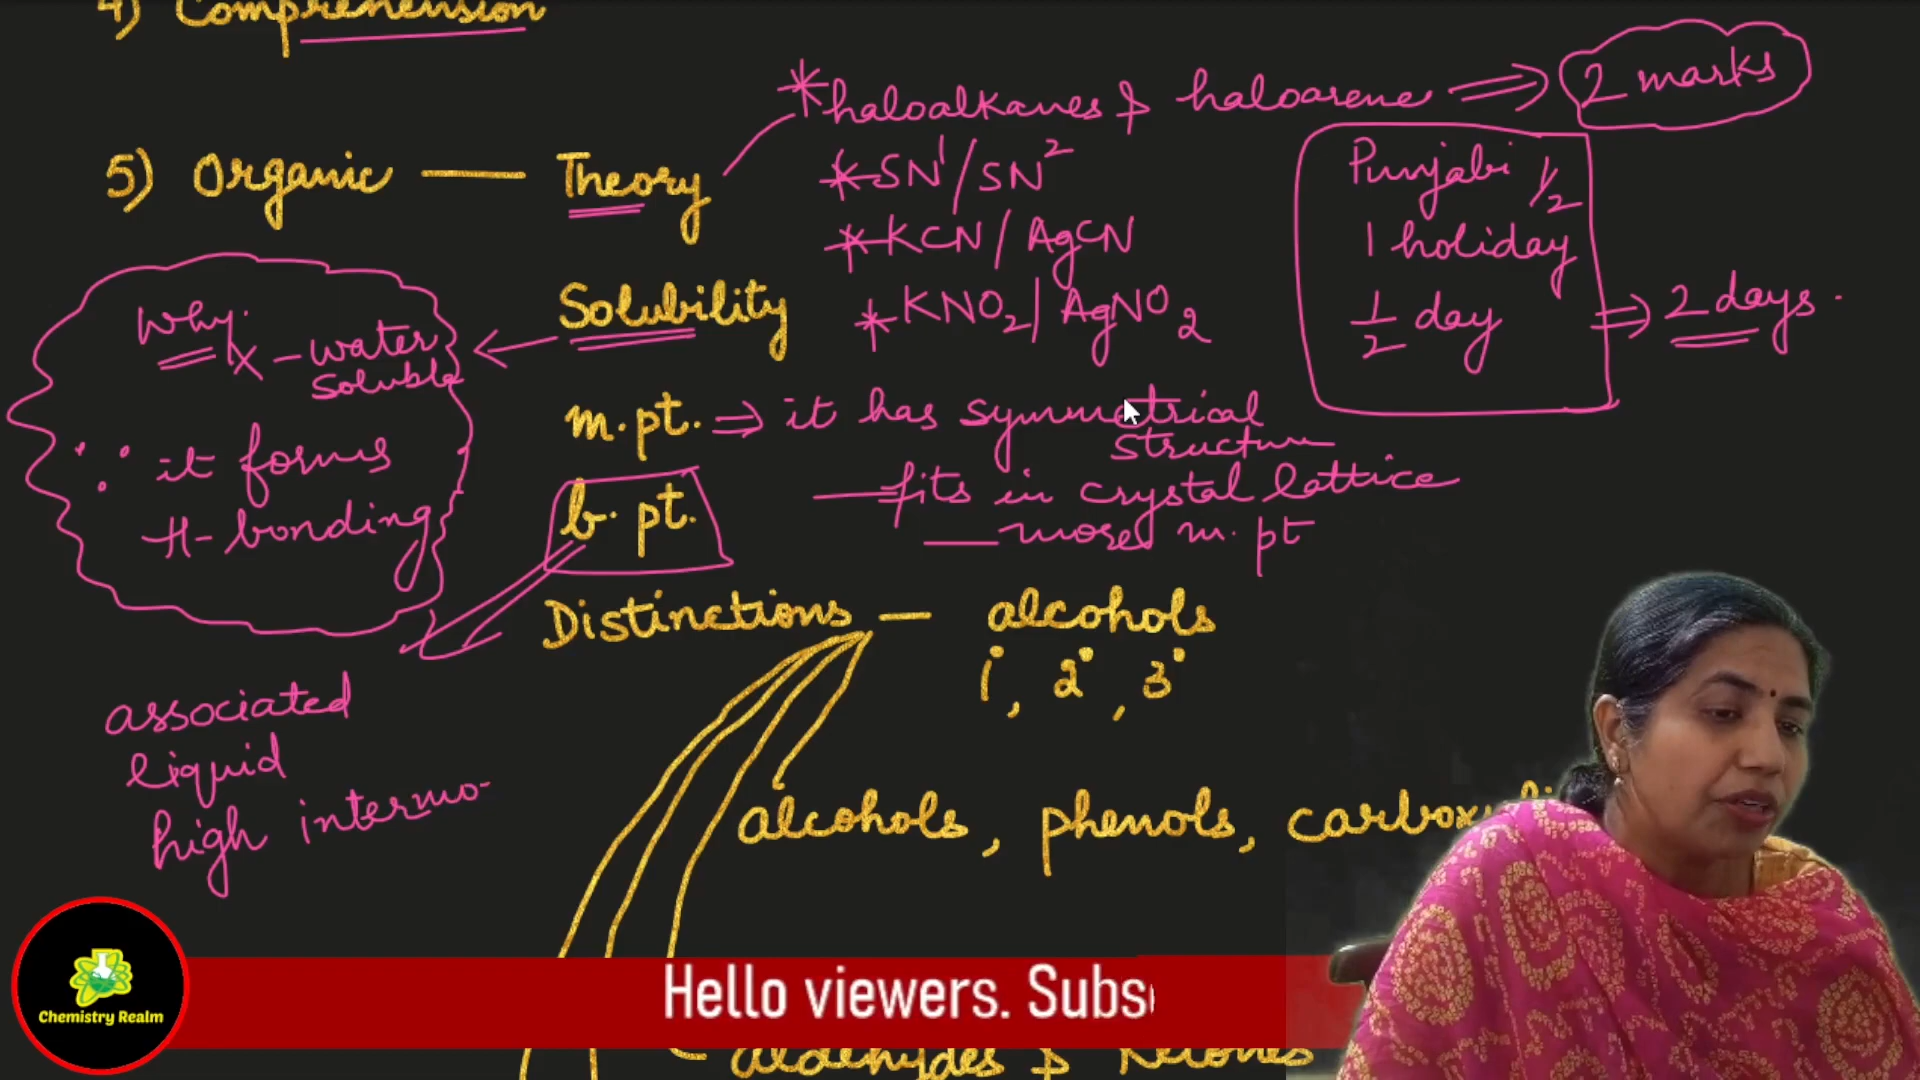 4) Comprehension
*haloalkanes & haloarene ⇒ 2 marks
5) Organic — Theory
*SN¹/SN²
*KCN/AgCN
*KNO₂/AgNO₂
Punjabi 1/2
1 holiday
1/2 day ⇒ 2 days.
Solubility
Why.
X - water
soluble
∵ it forms
H-bonding
m.pt. ⇒ it has symmetrical
structure
— fits in crystal lattice
— more m.pt
b.pt.
associated
liquid
high intermo-
Distinctions — alcohols
1°, 2°, 3°
alcohols, phenols,
aldehydes & ketones
Hello viewers. Subs
Chemistry Realm